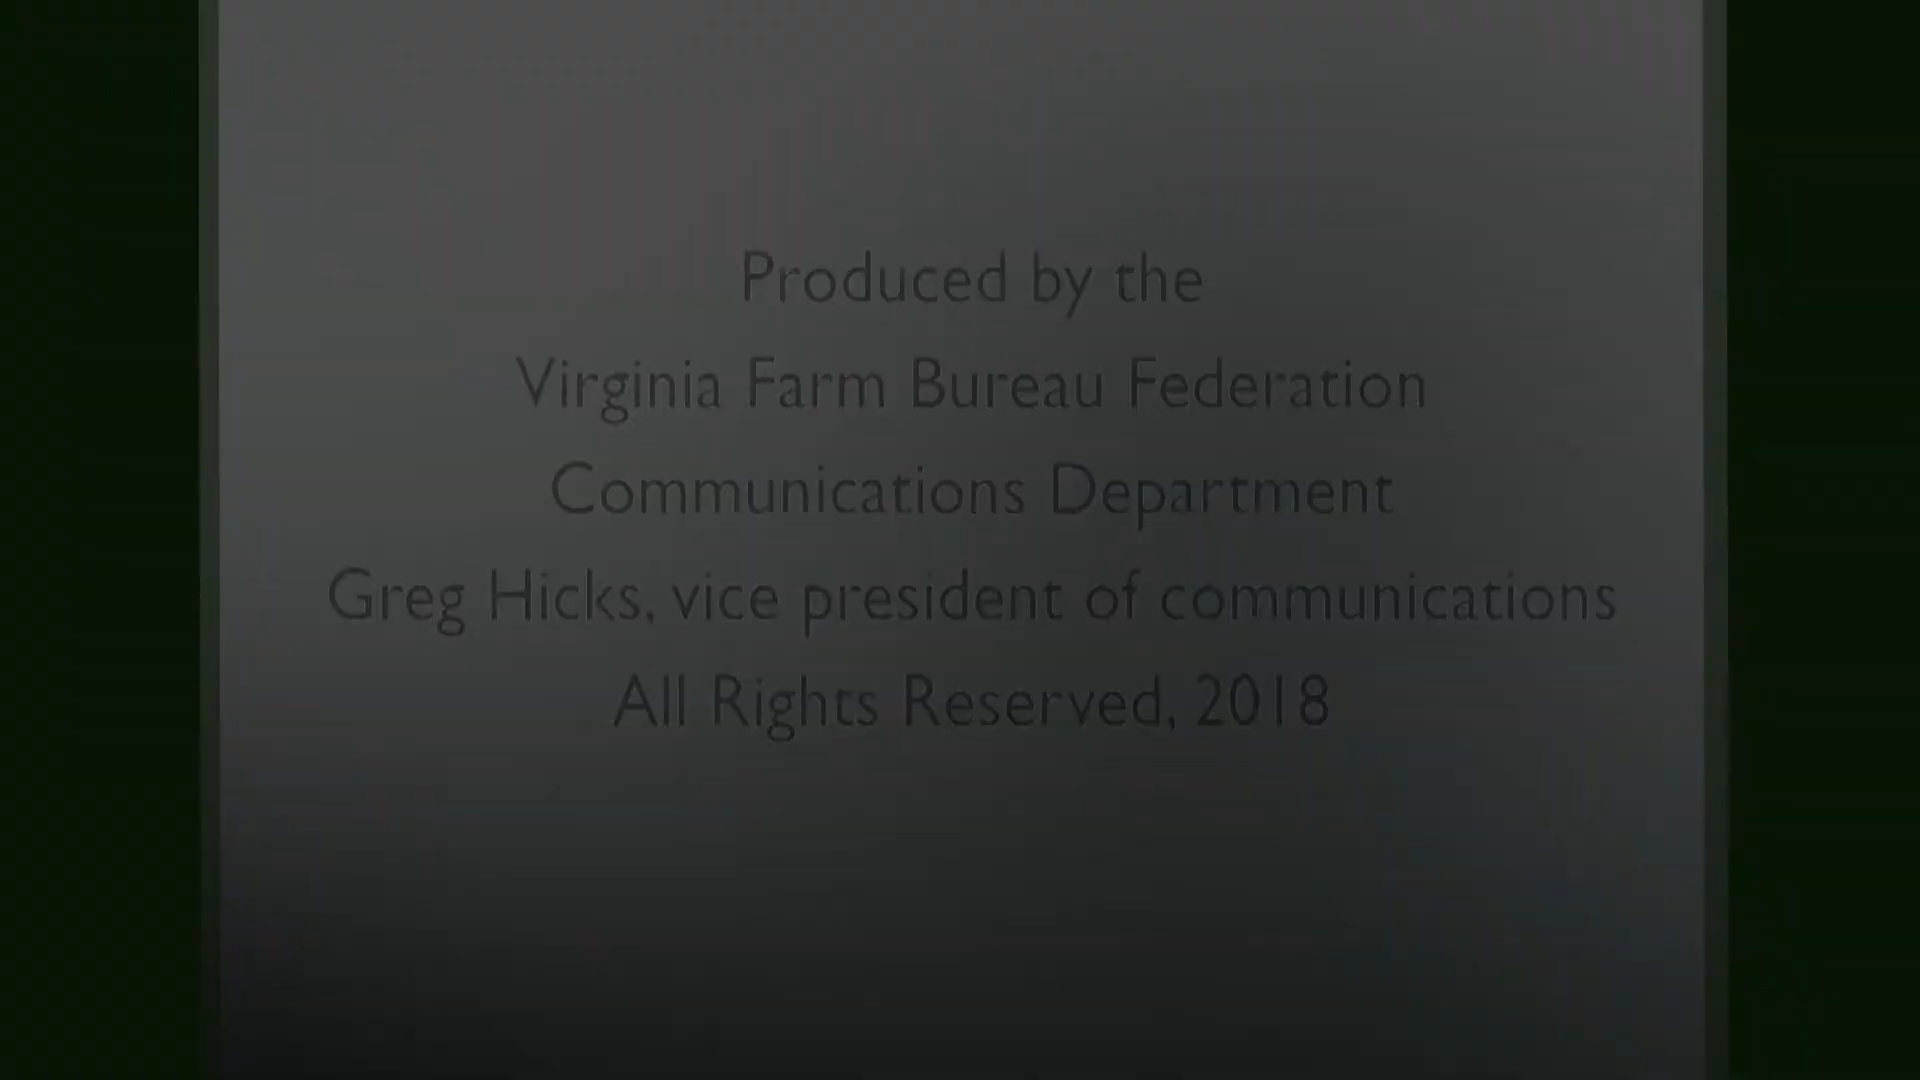 Produced by the
Virginia Farm Bureau Federation
Communications Department
Greg Hicks, vice president of communications
All Rights Reserved, 2018